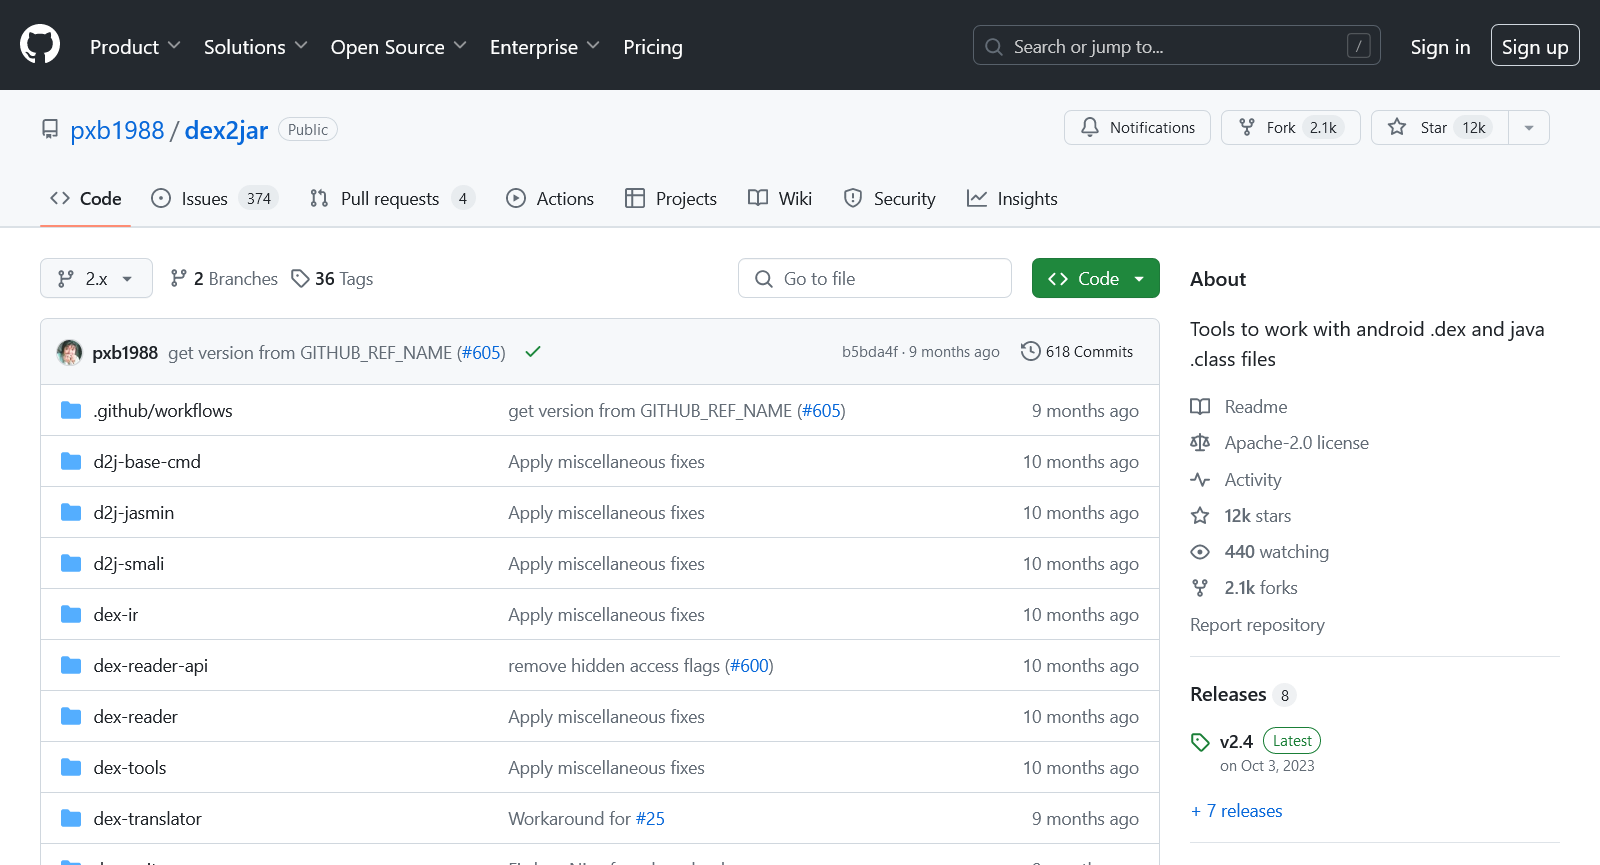 Product Solutions Open Source Enterprise Pricing Search or jump to... / Sign in Sign up
pxb1988 / dex2jar Public Notifications Fork 2.1k Star 12k
Code Issues 374 Pull requests 4 Actions Projects Wiki Security Insights
2.x 2 Branches 36 Tags Go to file Code
pxb1988 get version from GITHUB_REF_NAME (#605) b5bda4f · 9 months ago 618 Commits
.github/workflows get version from GITHUB_REF_NAME (#605) 9 months ago
d2j-base-cmd Apply miscellaneous fixes 10 months ago
d2j-jasmin Apply miscellaneous fixes 10 months ago
d2j-smali Apply miscellaneous fixes 10 months ago
dex-ir Apply miscellaneous fixes 10 months ago
dex-reader-api remove hidden access flags (#600) 10 months ago
dex-reader Apply miscellaneous fixes 10 months ago
dex-tools Apply miscellaneous fixes 10 months ago
dex-translator Workaround for #25 9 months ago
About
Tools to work with android .dex and java
.class files
Readme
Apache-2.0 license
Activity
12k stars
440 watching
2.1k forks
Report repository
Releases 8
v2.4 Latest
on Oct 3, 2023
+ 7 releases